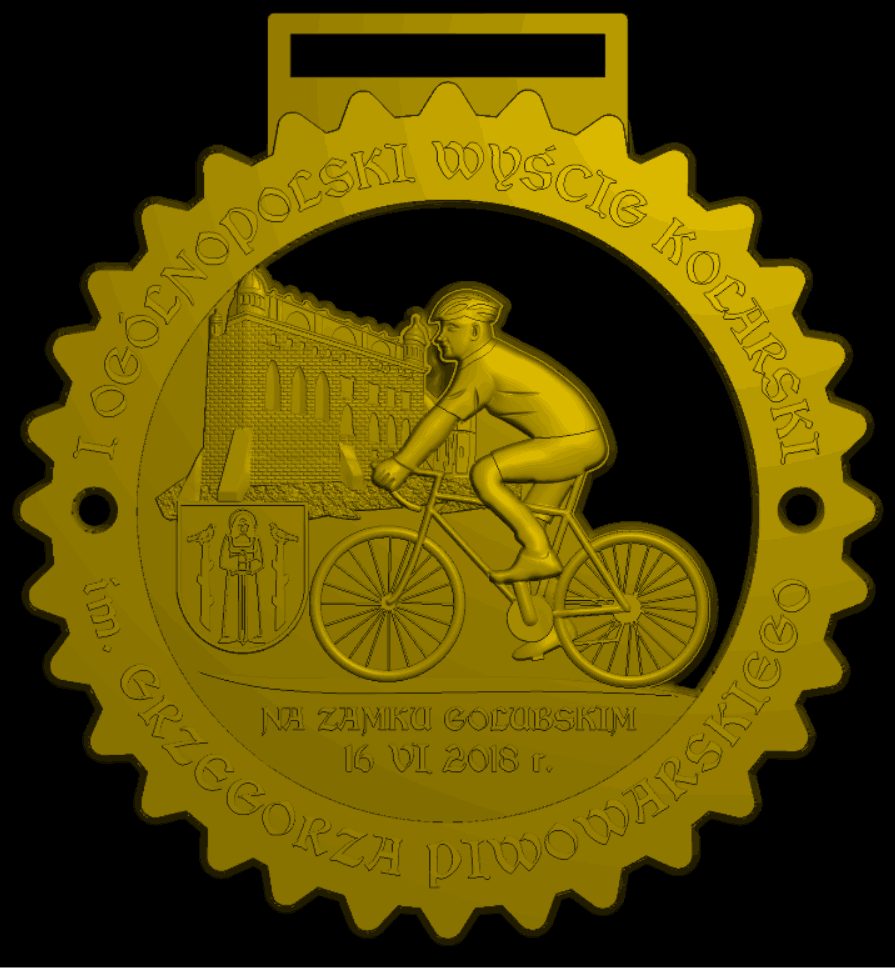 I OGÓLNOPOLSKI WYŚCIG KOLARSKI
NA ZAMKU GOLUBSKIM
16 VI 2018 r.
im. GRZEGORZA PIWOWARSKIEGO